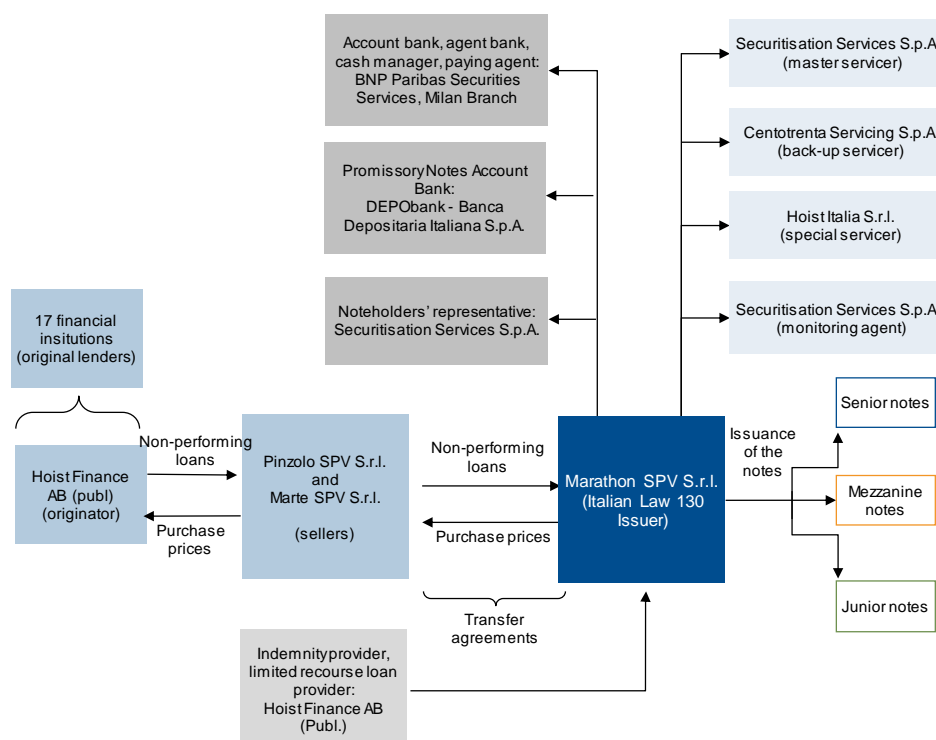 Account bank, agent bank,
cash manager, paying agent:
BNP Paribas Securities
Services, Milan Branch
Securitisation Services S.p.A
(master servicer)
Centotrenta Servicing S.p.A
(back-up servicer)
Promissory Notes Account
Bank:
DEPObank - Banca
Depositaria Italiana S.p.A.
Hoist Italia S.r.l.
(special servicer)
Noteholders' representative:
Securitisation Services S.p.A.
Securitisation Services S.p.A
(monitoring agent)
17 financial
insitutions
(original lenders)
Hoist Finance
AB (publ)
(originator)
Non-performing
loans
Purchase
prices
Pinzolo SPV S.r.l.
and
Marte SPV S.r.l.
(sellers)
Non-performing
loans
Purchase prices
Transfer
agreements
Marathon SPV S.r.l.
(Italian Law 130
Issuer)
Issuance of
the notes
Senior notes
Mezzanine
notes
Junior notes
Indemnity provider,
limited recourse loan
provider:
Hoist Finance AB
(Publ.)